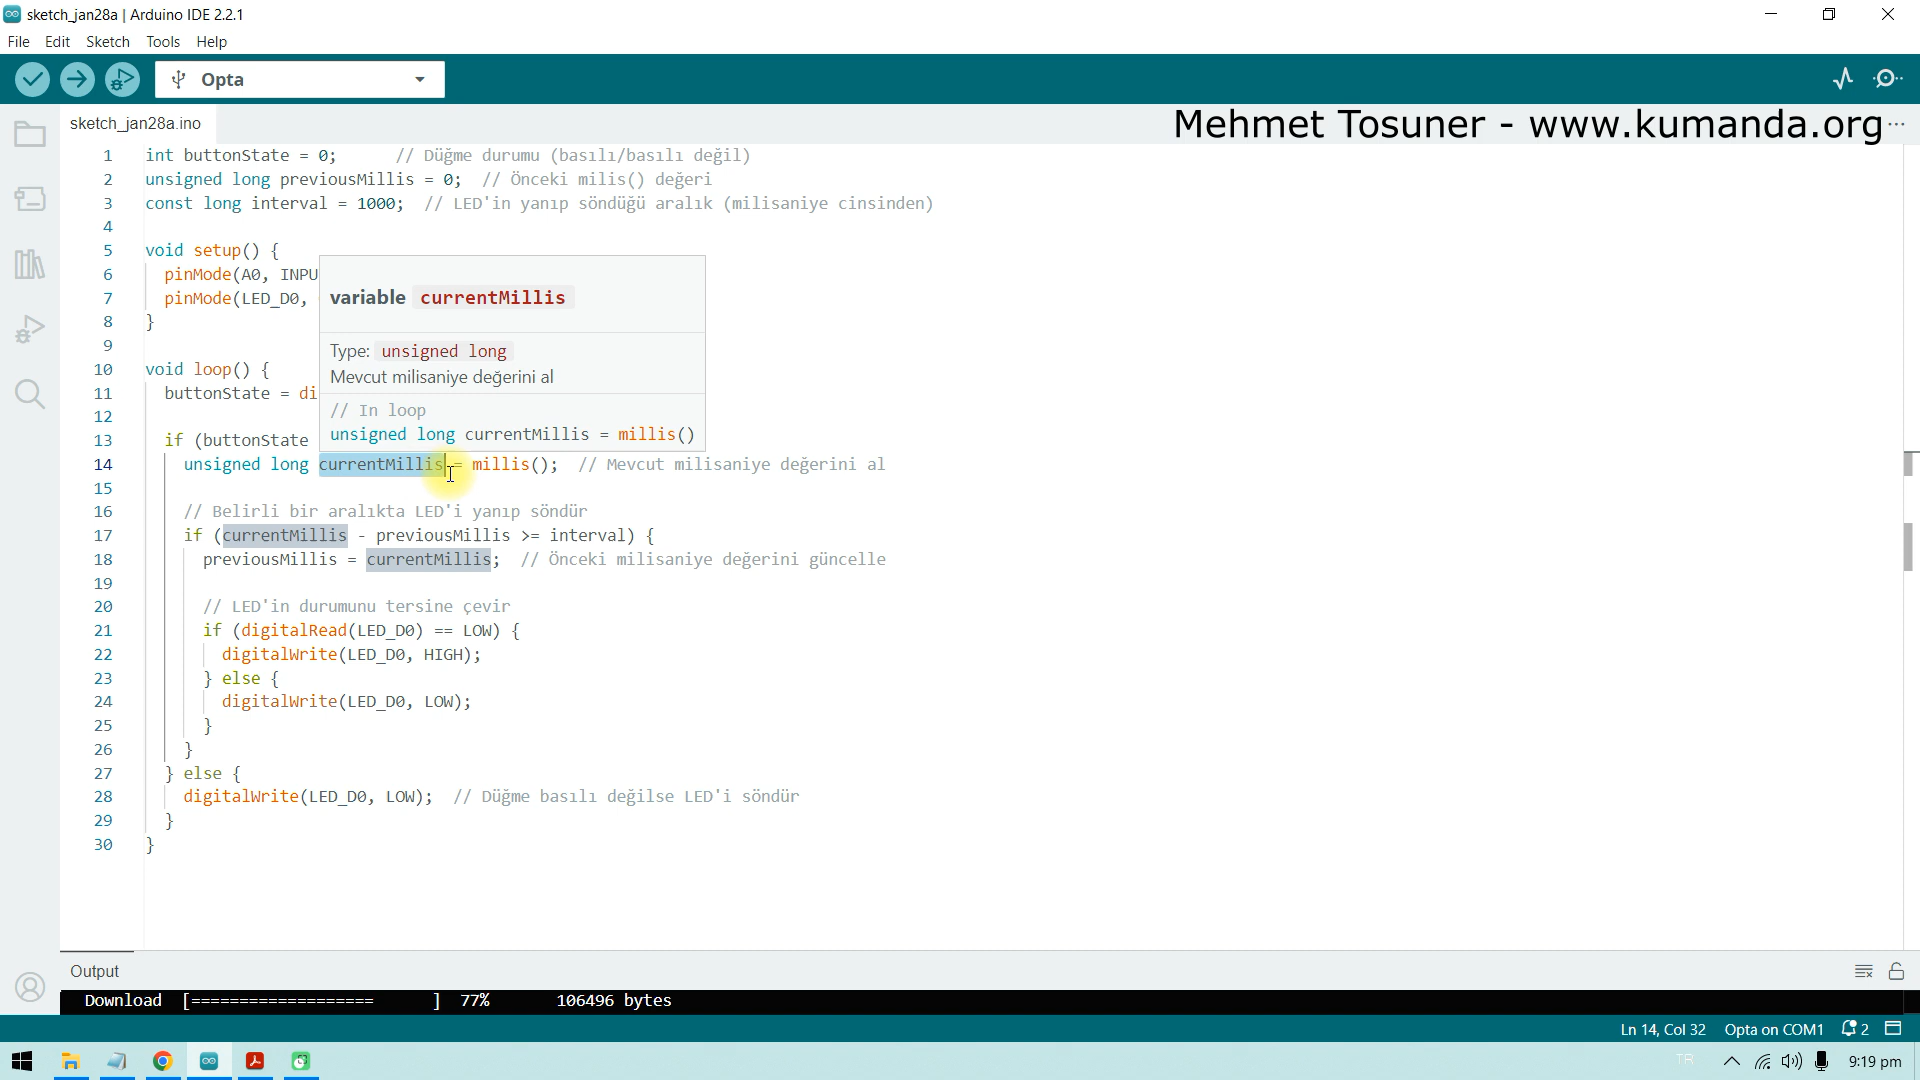 sketch_jan28a | Arduino IDE 2.2.1
File Edit Sketch Tools Help
Opta
sketch_jan28a.ino
Mehmet Tosuner - www.kumanda.org
1 int buttonState = 0; // Düğme durumu (basılı/basılı değil)
2 unsigned long previousMillis = 0; // Önceki milis() değeri
3 const long interval = 1000; // LED'in yanıp söndüğü aralık (milisaniye cinsinden)
4
5 void setup() {
6 pinMode(A0, INPU
7 pinMode(LED_D0,
8 }
9
10 void loop() {
11 buttonState = di
12
13 if (buttonState
variable currentMillis
Type: unsigned long
Mevcut milisaniye değerini al
// In loop
unsigned long currentMillis = millis()
14 unsigned long currentMillis = millis(); // Mevcut milisaniye değerini al
15
16 // Belirli bir aralıkta LED'i yanıp söndür
17 if (currentMillis - previousMillis >= interval) {
18 previousMillis = currentMillis; // Önceki milisaniye değerini güncelle
19
20 // LED'in durumunu tersine çevir
21 if (digitalRead(LED_D0) == LOW) {
22 digitalWrite(LED_D0, HIGH);
23 } else {
24 digitalWrite(LED_D0, LOW);
25 }
26 }
27 } else {
28 digitalWrite(LED_D0, LOW); // Düğme basılı değilse LED'i söndür
29 }
30 }
Output
Download [=================== ] 77% 106496 bytes
Ln 14, Col 32 Opta on COM1 2
TR 9:19 pm